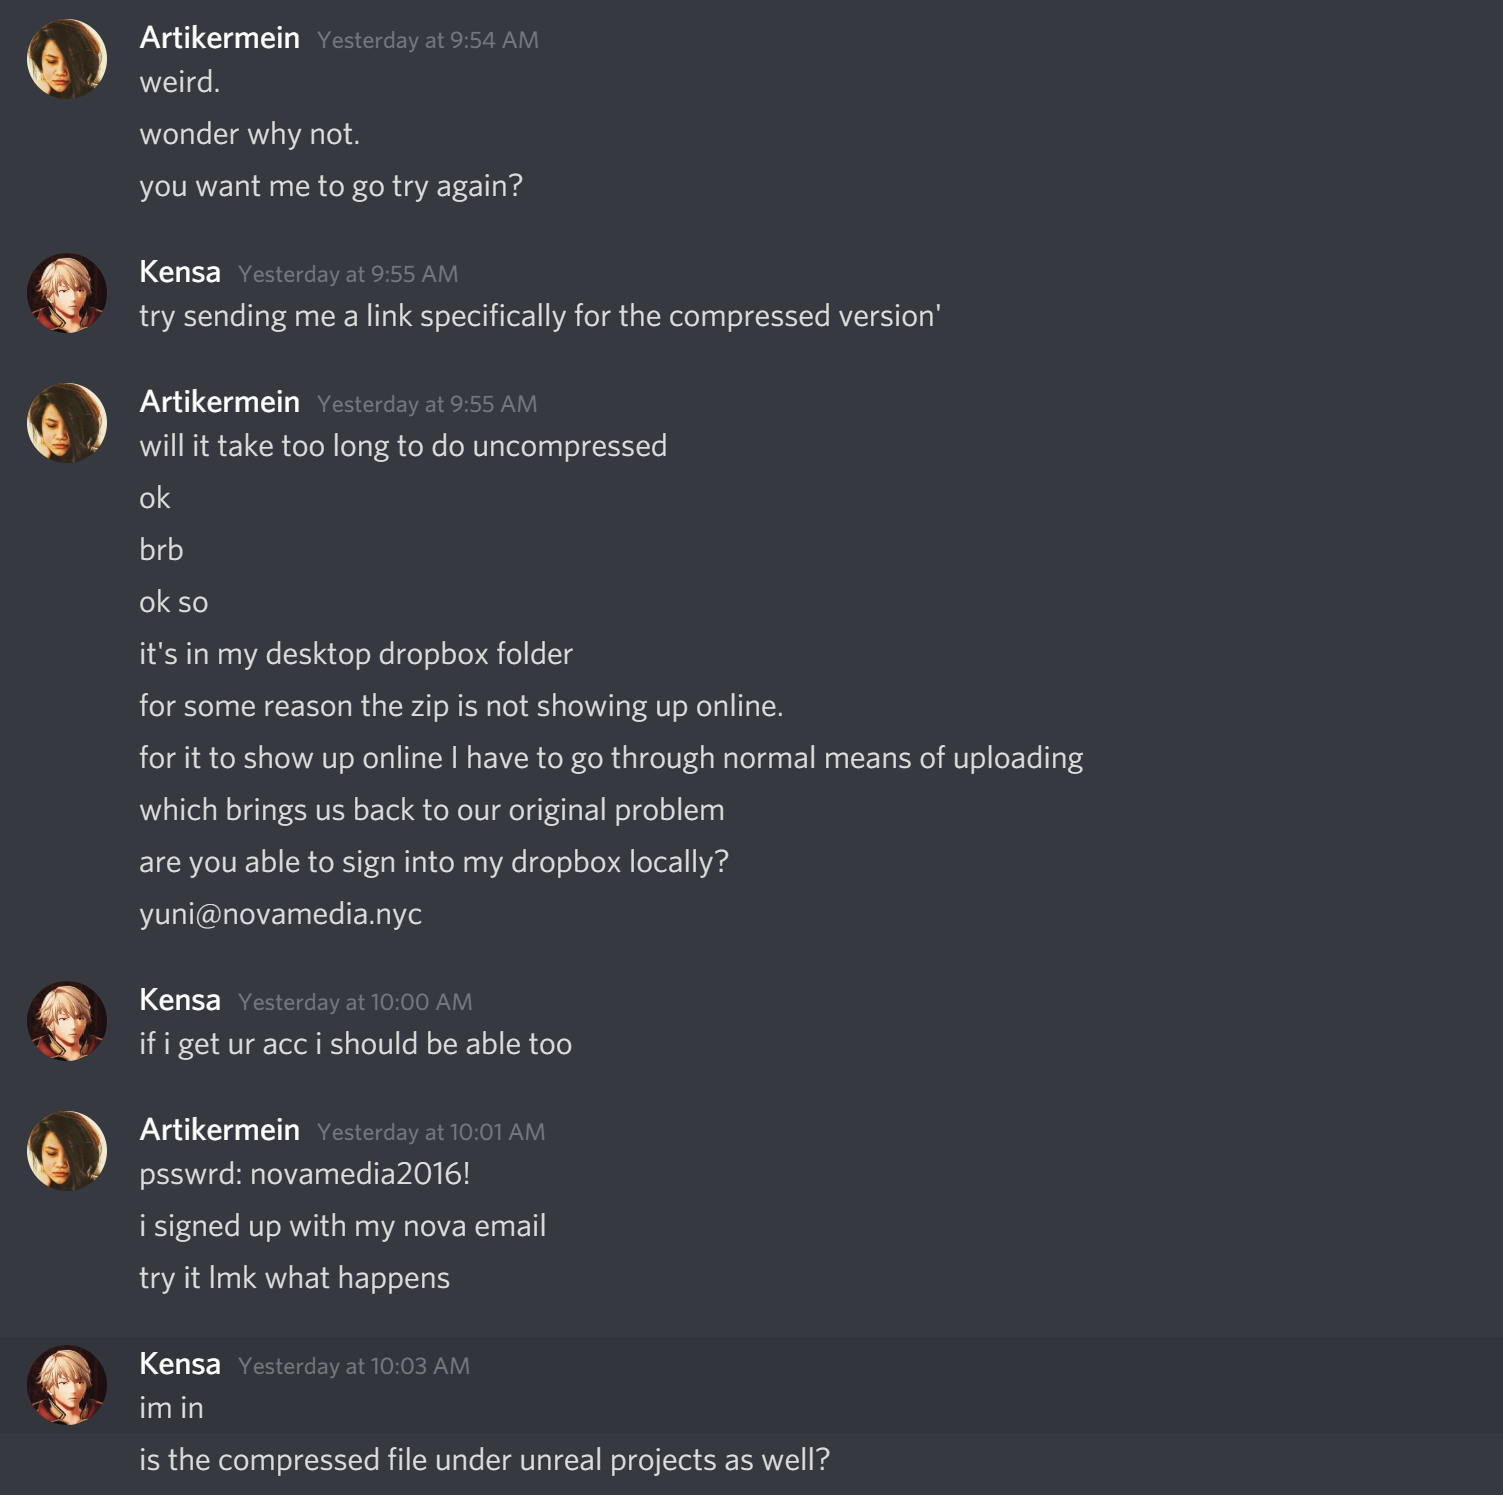 Artikermein Yesterday at 9:54 AM
weird.
wonder why not.
you want me to go try again?
Kensa Yesterday at 9:55 AM
try sending me a link specifically for the compressed version'
Artikermein Yesterday at 9:55 AM
will it take too long to do uncompressed
ok
brb
ok so
it's in my desktop dropbox folder
for some reason the zip is not showing up online.
for it to show up online I have to go through normal means of uploading
which brings us back to our original problem
are you able to sign into my dropbox locally?
yuni@novamedia.nyc
Kensa Yesterday at 10:00 AM
if i get ur acc i should be able too
Artikermein Yesterday at 10:01 AM
psswrd: novamedia2016!
i signed up with my nova email
try it lmk what happens
Kensa Yesterday at 10:03 AM
im in
is the compressed file under unreal projects as well?